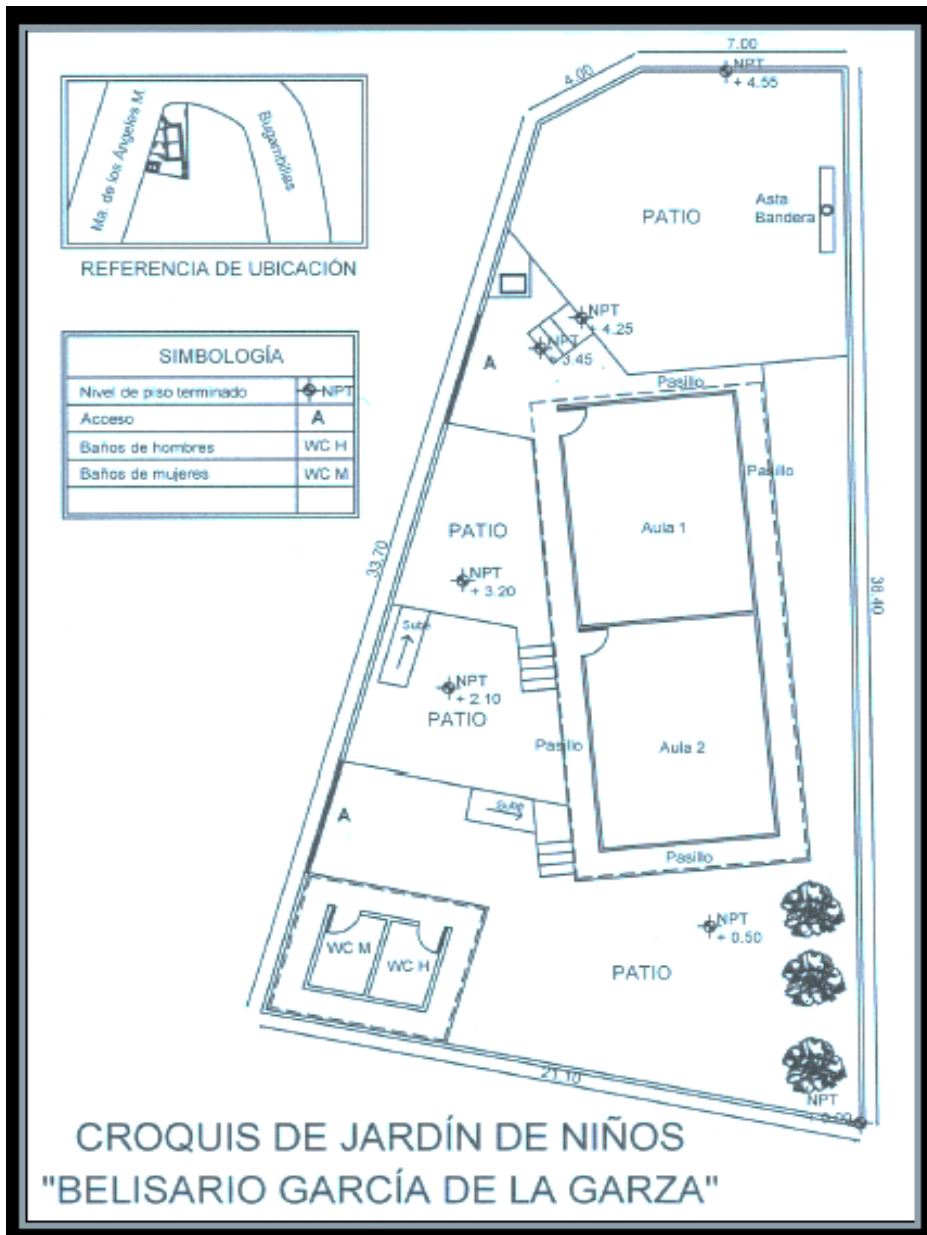 7.00
NPT
+ 4.55
4.00
Ma. de los Ángeles M.
Bugambilias
REFERENCIA DE UBICACIÓN
PATIO
Asta
Bandera
NPT
+ 4.25
NPT
+ 3.45
A
SIMBOLOGÍA
Nivel de piso terminado
NPT
Acceso
A
Baños de hombres
WC H
Baños de mujeres
WC M
Pasillo
Pasillo
Aula 1
PATIO
33.70
NPT
+ 3.20
Sube
NPT
+ 2.10
PATIO
Pasillo
Aula 2
Sube
A
Pasillo
WC M
WC H
NPT
+ 0.50
PATIO
21.10
NPT
CROQUIS DE JARDÍN DE NIÑOS
"BELISARIO GARCÍA DE LA GARZA"